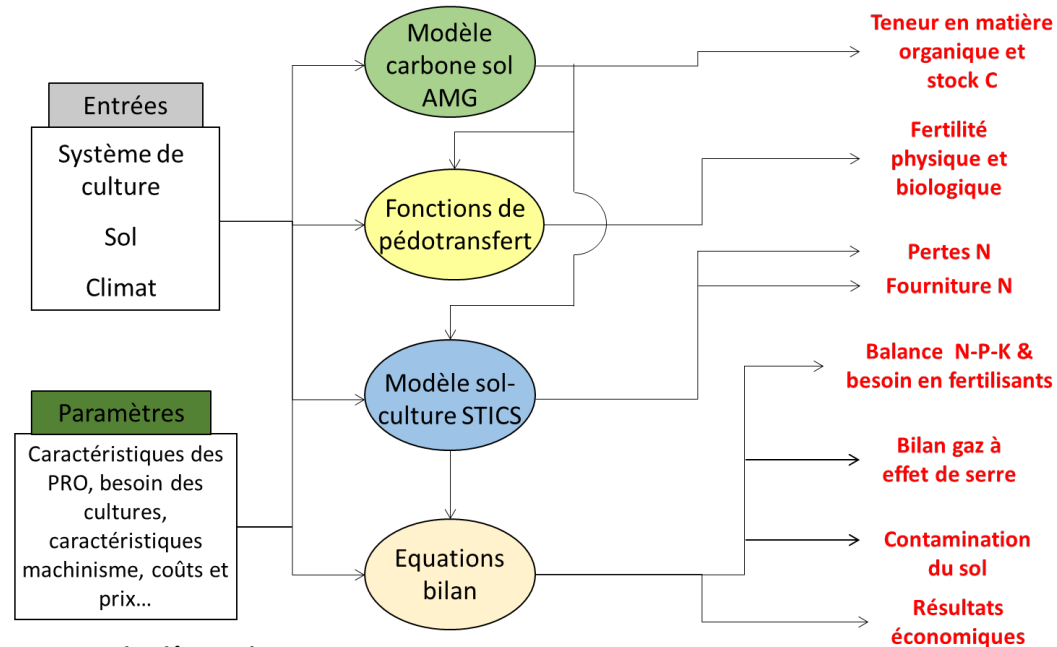 Entrées
Système de
culture
Sol
Climat
Paramètres
Caractéristiques des
PRO, besoin des
cultures,
caractéristiques
machinisme, coûts et
prix...
Modèle
carbone sol
AMG
Fonctions de
pédotransfert
Modèle sol-
culture STICS
Equations
bilan
Teneur en matière
organique et
stock C
Fertilité
physique et
biologique
Pertes N
Fourniture N
Balance N-P-K &
besoin en fertilisants
Bilan gaz à
effet de serre
Contamination
du sol
Résultats
économiques